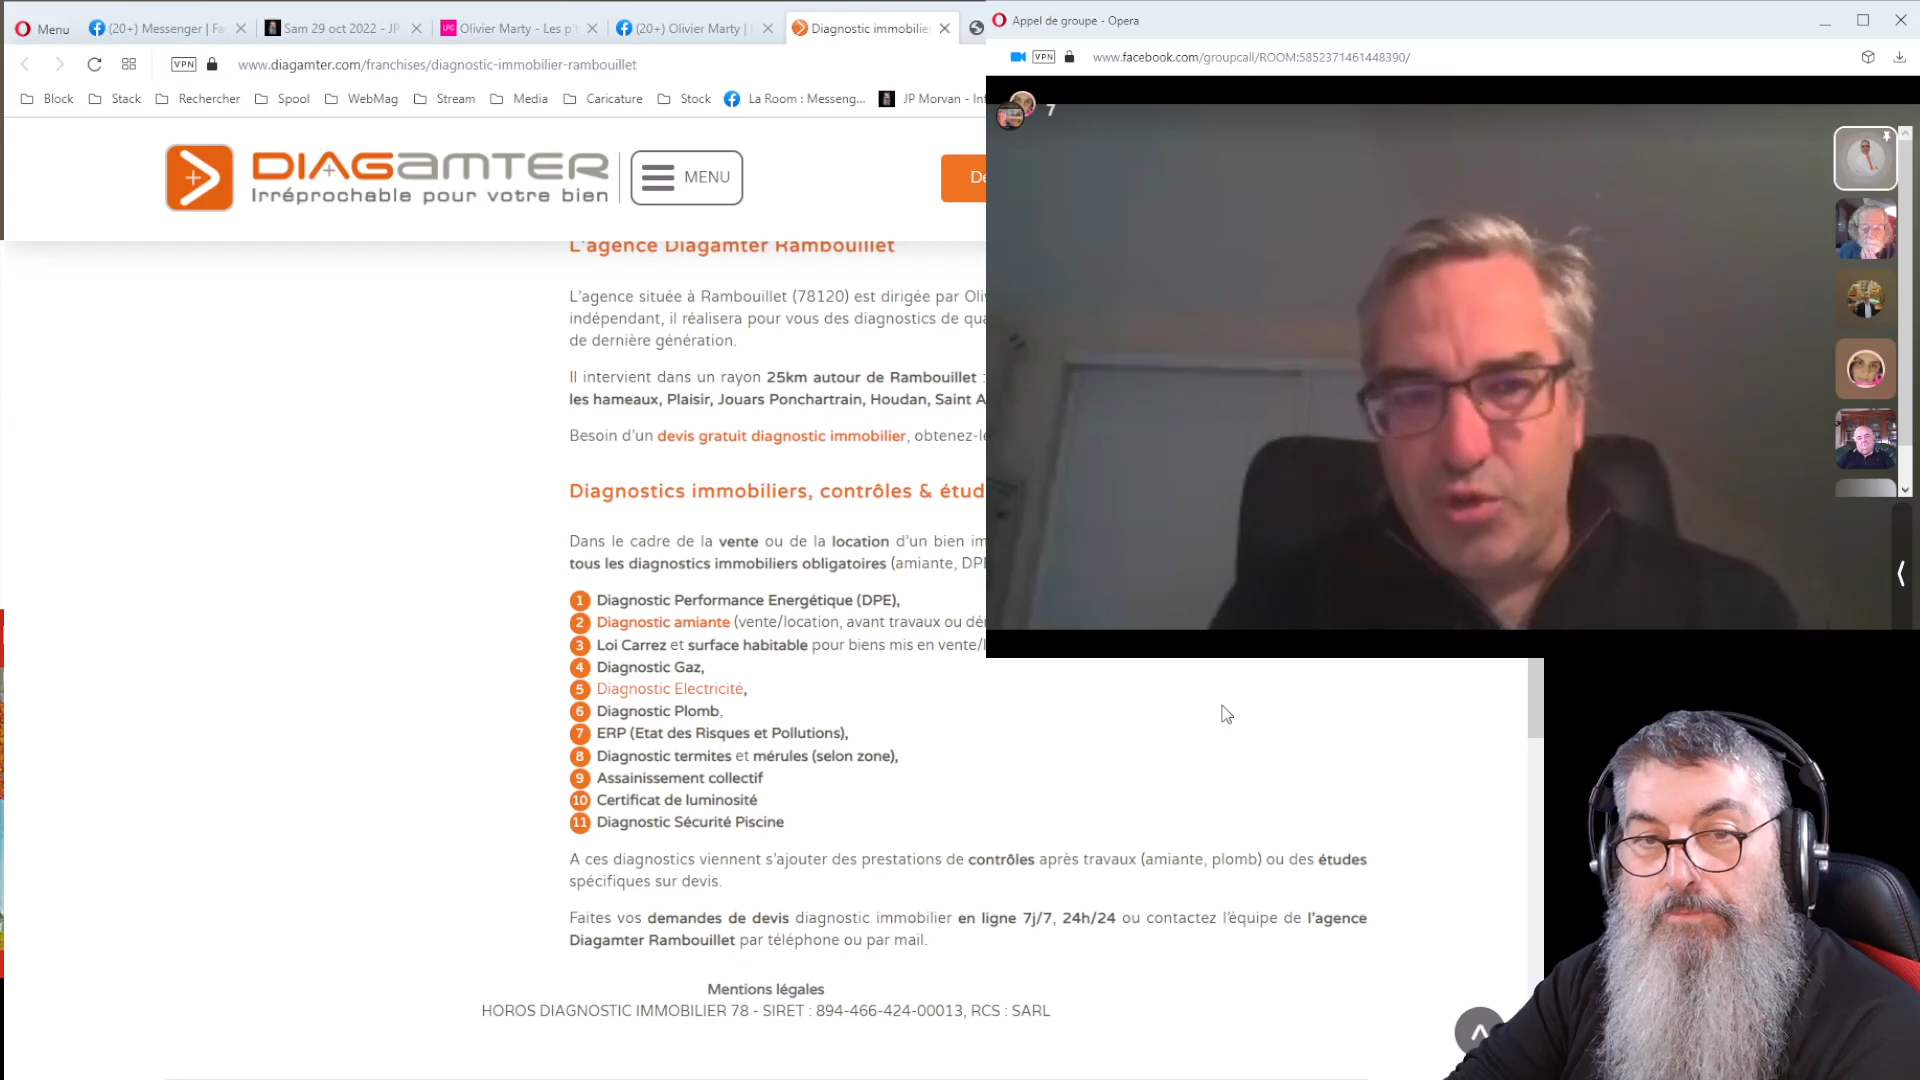 Menu
(20+) Messenger | Fa
Sam 29 oct 2022 - JP
LPC
Olivier Marty - Les p't
(20+) Olivier Marty | F
Diagnostic immobilier
Appel de groupe - Opera
VPN
www.diagamter.com/franchises/diagnostic-immobilier-rambouillet
VPN
www.facebook.com/groupcall/ROOM:5852371461448390/
Block
Stack
Rechercher
Spool
WebMag
Stream
Media
Caricature
Stock
La Room : Messeng...
JP Morvan - Inf
7
DIAGAMTER
Irréprochable pour votre bien
MENU
De
L'agence Diagamter Rambouillet
L'agence située à Rambouillet (78120) est dirigée par Oli
indépendant, il réalisera pour vous des diagnostics de qua
de dernière génération.
Il intervient dans un rayon 25km autour de Rambouillet :
les hameaux, Plaisir, Jouars Ponchartrain, Houdan, Saint A
Besoin d'un devis gratuit diagnostic immobilier, obtenez-le
Diagnostics immobiliers, contrôles & étud
Dans le cadre de la vente ou de la location d'un bien im
tous les diagnostics immobiliers obligatoires (amiante, DPE
1 Diagnostic Performance Energétique (DPE),
2 Diagnostic amiante (vente/location, avant travaux ou dé
3 Loi Carrez et surface habitable pour biens mis en vente/l
4 Diagnostic Gaz,
5 Diagnostic Electricité,
6 Diagnostic Plomb,
7 ERP (Etat des Risques et Pollutions),
8 Diagnostic termites et mérules (selon zone),
9 Assainissement collectif
10 Certificat de luminosité
11 Diagnostic Sécurité Piscine
A ces diagnostics viennent s'ajouter des prestations de contrôles après travaux (amiante, plomb) ou des études
spécifiques sur devis.
Faites vos demandes de devis diagnostic immobilier en ligne 7j/7, 24h/24 ou contactez l'équipe de l'agence
Diagamter Rambouillet par téléphone ou par mail.
Mentions légales
HOROS DIAGNOSTIC IMMOBILIER 78 - SIRET : 894-466-424-00013, RCS : SARL